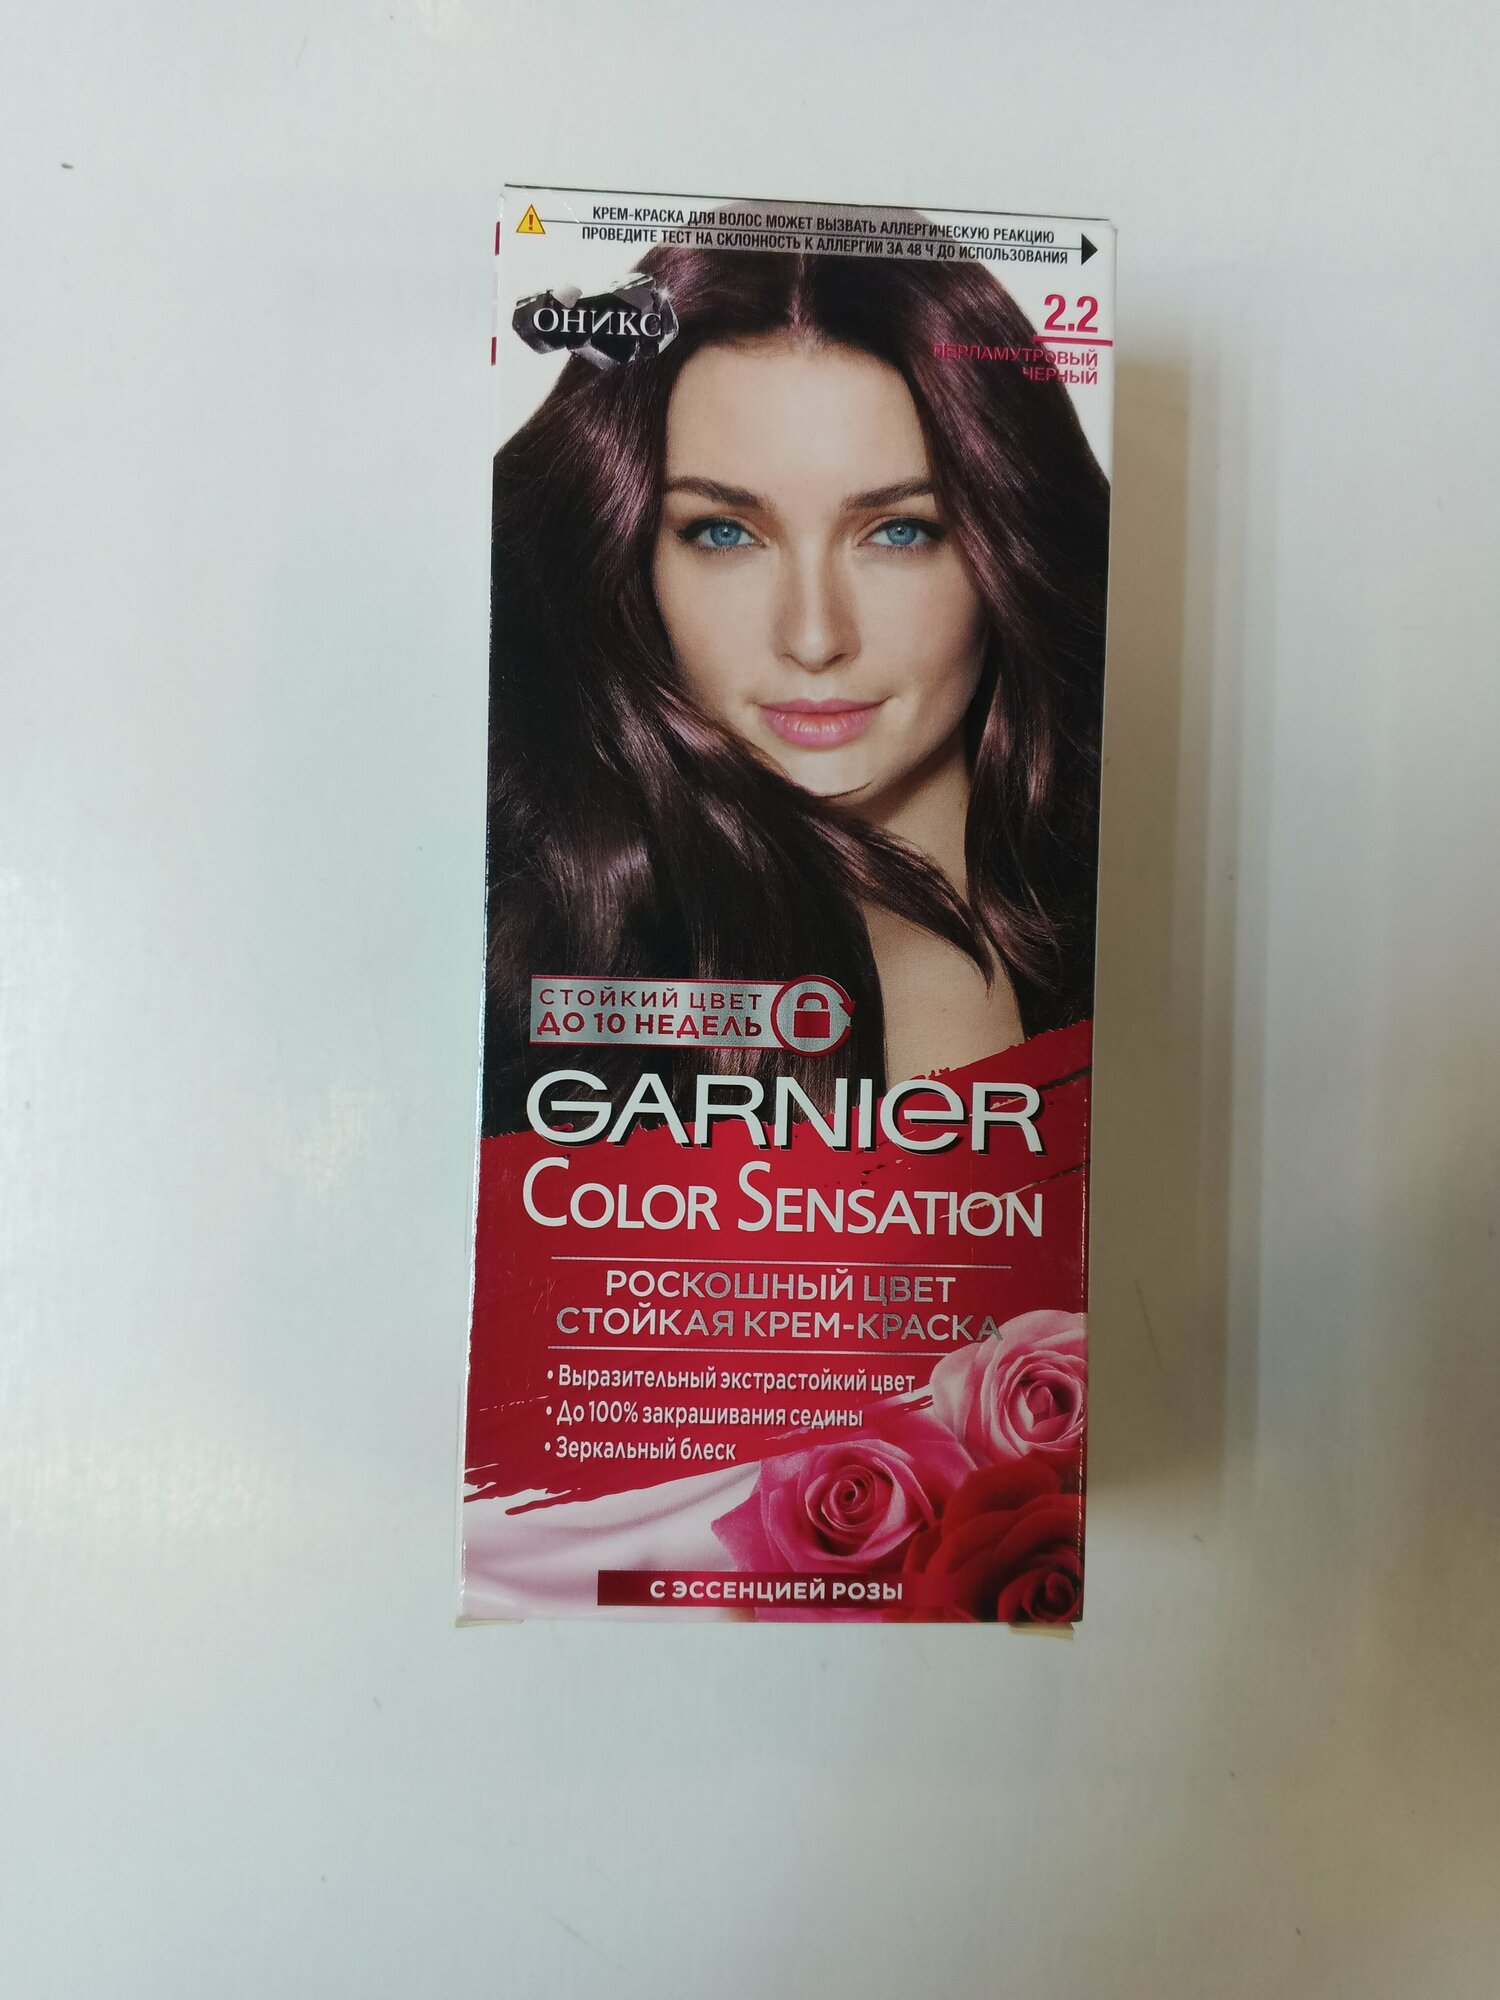 КРЕМ-КРАСКА ДЛЯ ВОЛОС МОЖЕТ ВЫЗВАТЬ АЛЛЕРГИЧЕСКУЮ РЕАКЦИЮ
ПРОВЕДИТЕ ТЕСТ НА СКЛОННОСТЬ К АЛЛЕРГИИ ЗА 48 Ч ДО ИСПОЛЬЗОВАНИЯ
ОНИКС
2.2
ПЕРЛАМУТРОВЫЙ
ЧЕРНЫЙ
СТОЙКИЙ ЦВЕТ
ДО 10 НЕДЕЛЬ
GARNIER
COLOR SENSATION
РОСКОШНЫЙ ЦВЕТ
СТОЙКАЯ КРЕМ-КРАСКА
• Выразительный экстрастойкий цвет
• До 100% закрашивания седины
• Зеркальный блеск
С ЭССЕНЦИЕЙ РОЗЫ